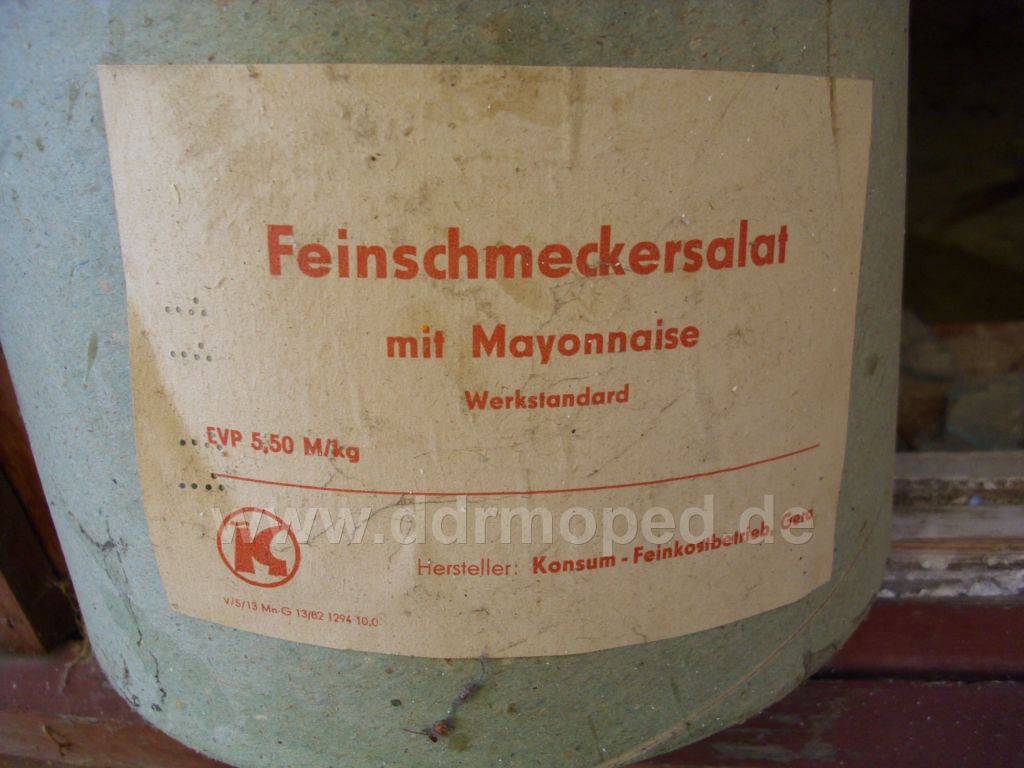 Feinschmeckersalat
mit Mayonnaise
Werkstandard
EVP 5,50 M/kg
www.ddrmoped.de
K
Hersteller: Konsum - Feinkostbetrieb, Gera
V/5/13 Mn-G 13/82 1294 10,0